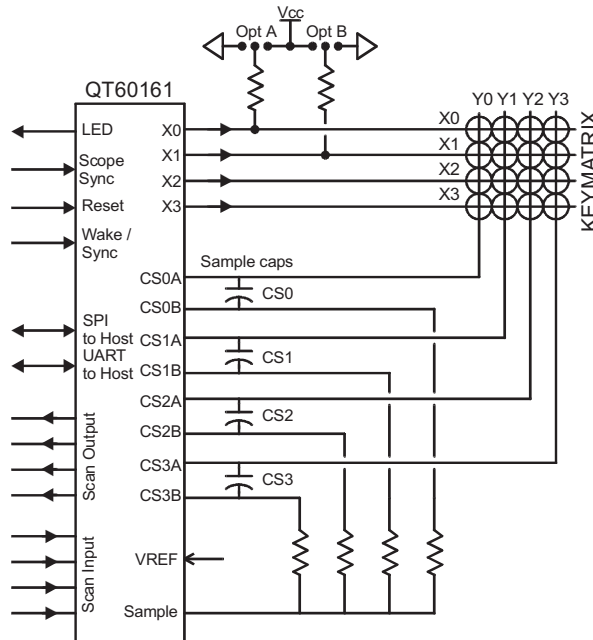 Vcc
Opt A
Opt B
QT60161
Y0 Y1 Y2 Y3
LED
X0
X0
Scope
Sync
X1
X1
X2
X2
Reset
X3
X3
KEYMATRIX
Wake /
Sync
Sample caps
CS0A
CS0
CS0B
SPI
to Host
CS1A
UART
to Host
CS1
CS1B
CS2A
CS2
CS2B
Scan Output
CS3A
CS3
CS3B
Scan Input
VREF
Sample